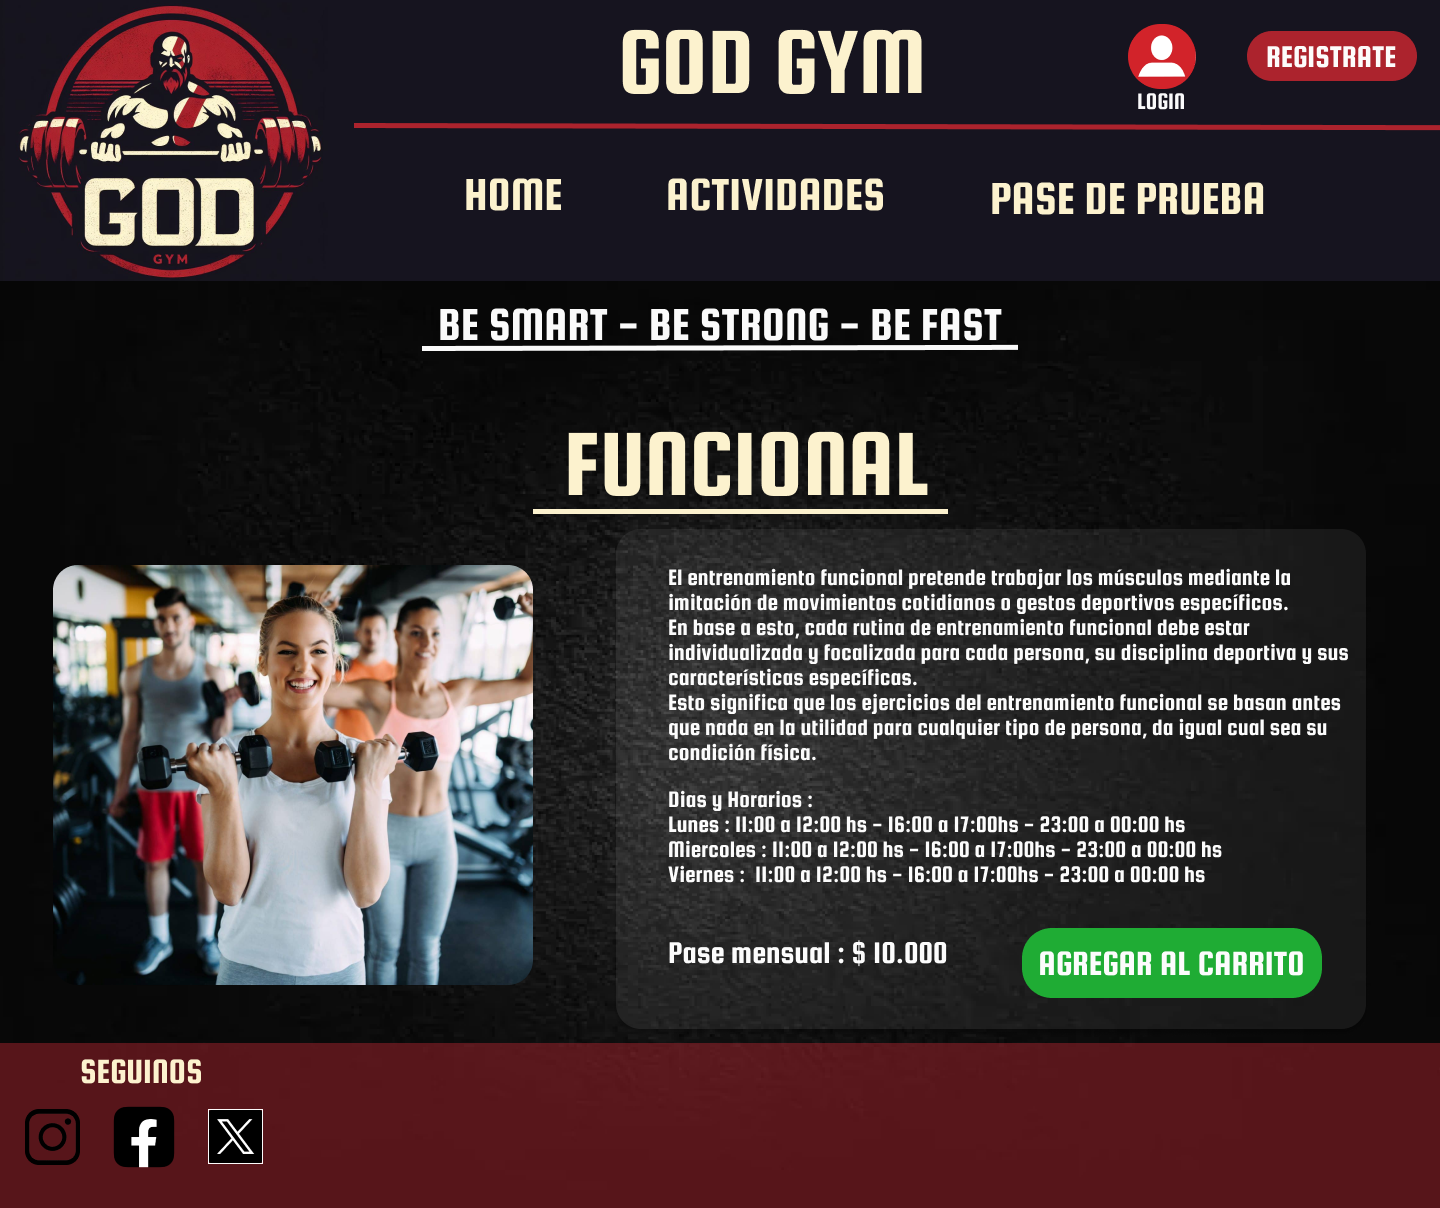 GOD
GYM
GOD GYM
LOGIN
REGISTRATE
HOME
ACTIVIDADES
PASE DE PRUEBA
BE SMART - BE STRONG - BE FAST
FUNCIONAL
El entrenamiento funcional pretende trabajar los músculos mediante la
imitación de movimientos cotidianos o gestos deportivos específicos.
En base a esto, cada rutina de entrenamiento funcional debe estar
individualizada y focalizada para cada persona, su disciplina deportiva y sus
características específicas.
Esto significa que los ejercicios del entrenamiento funcional se basan antes
que nada en la utilidad para cualquier tipo de persona, da igual cual sea su
condición física.
Dias y Horarios :
Lunes : 11:00 a 12:00 hs - 16:00 a 17:00hs - 23:00 a 00:00 hs
Miercoles : 11:00 a 12:00 hs - 16:00 a 17:00hs - 23:00 a 00:00 hs
Viernes :  11:00 a 12:00 hs - 16:00 a 17:00hs - 23:00 a 00:00 hs
Pase mensual : $ 10.000
AGREGAR AL CARRITO
SEGUINOS